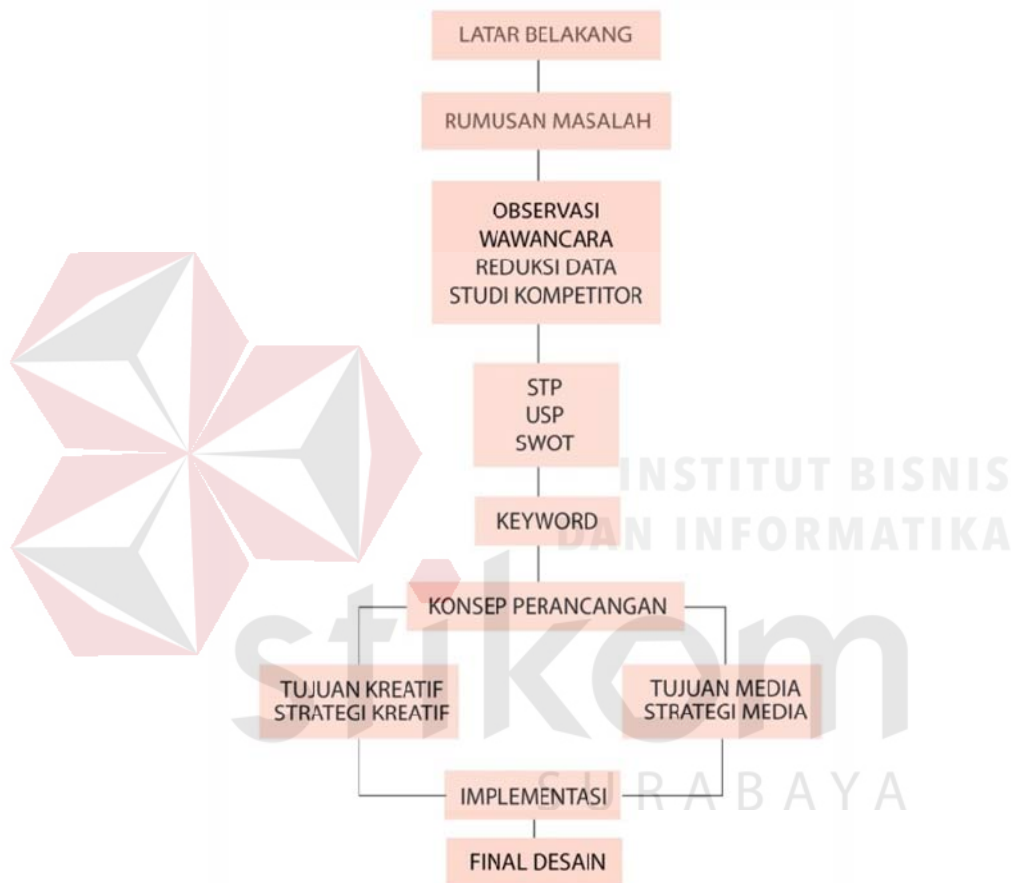 LATAR BELAKANG
RUMUSAN MASALAH
OBSERVASI
WAWANCARA
REDUKSI DATA
STUDI KOMPETITOR
STP
USP
SWOT
INSTITUT BISNIS
DAN INFORMATIKA
KEYWORD
KONSEP PERANCANGAN
stikom
TUJUAN KREATIF
STRATEGI KREATIF
TUJUAN MEDIA
STRATEGI MEDIA
SURABAYA
IMPLEMENTASI
FINAL DESAIN